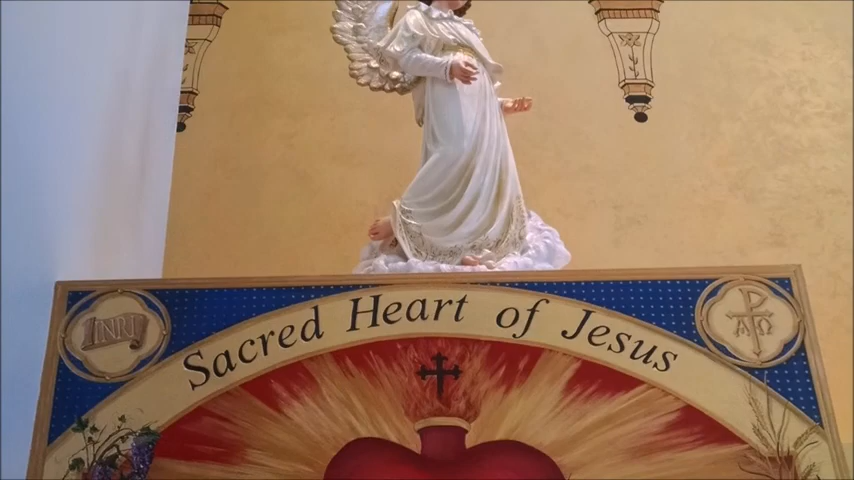 INRI
Sacred Heart of Jesus
Α Ω